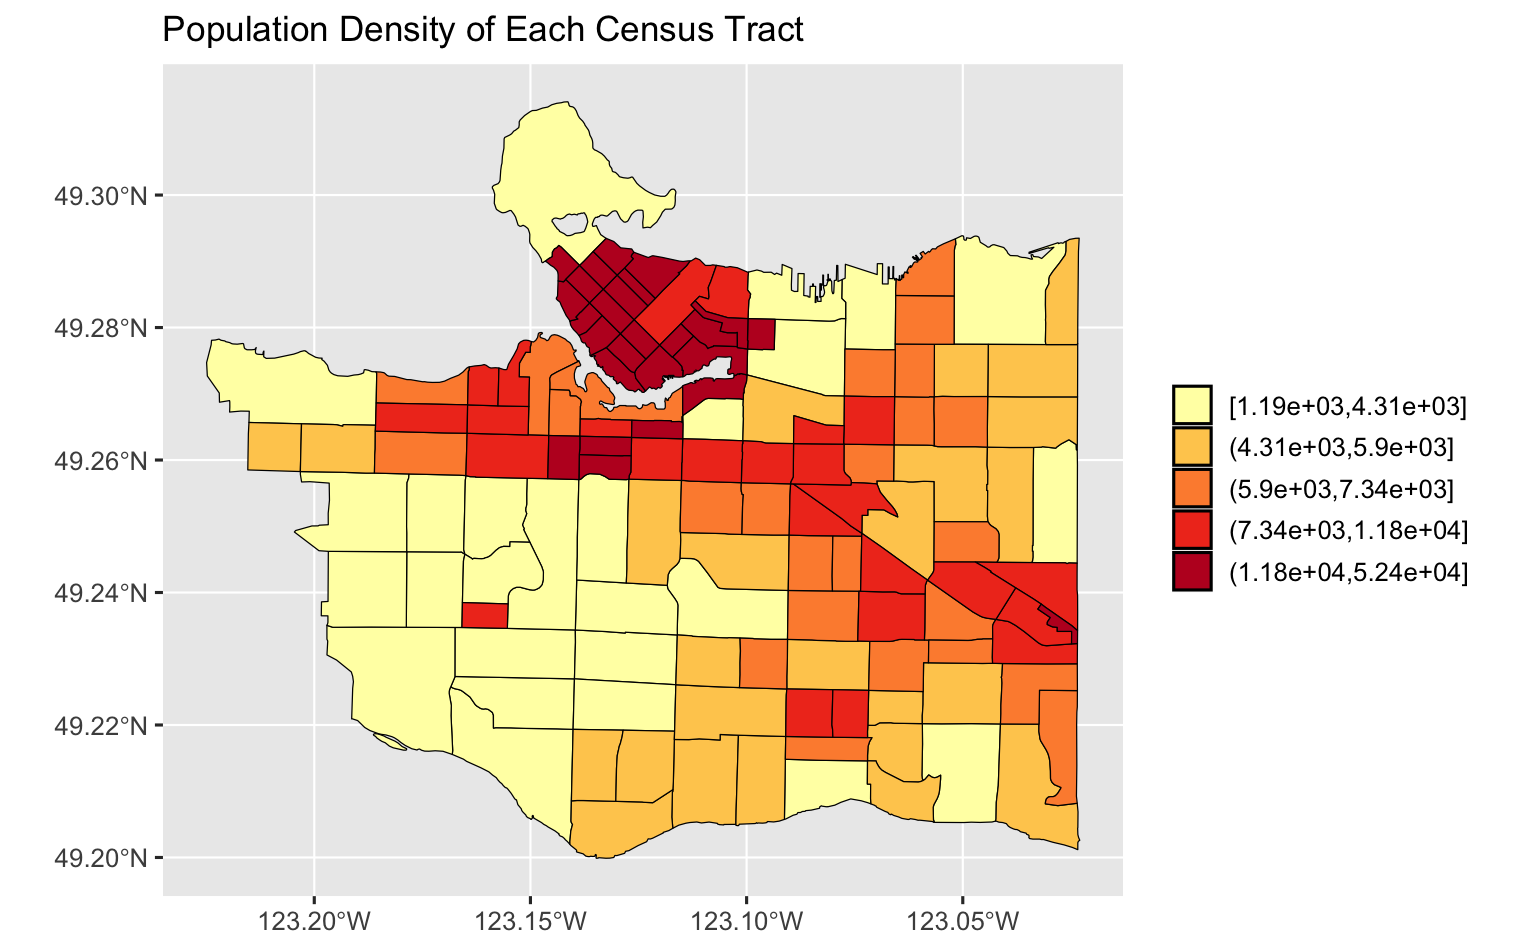 Population Density of Each Census Tract
49.30°N
49.28°N
49.26°N
49.24°N
49.22°N
49.20°N
123.20°W
123.15°W
123.10°W
123.05°W
[1.19e+03,4.31e+03]
(4.31e+03,5.9e+03]
(5.9e+03,7.34e+03]
(7.34e+03,1.18e+04]
(1.18e+04,5.24e+04]